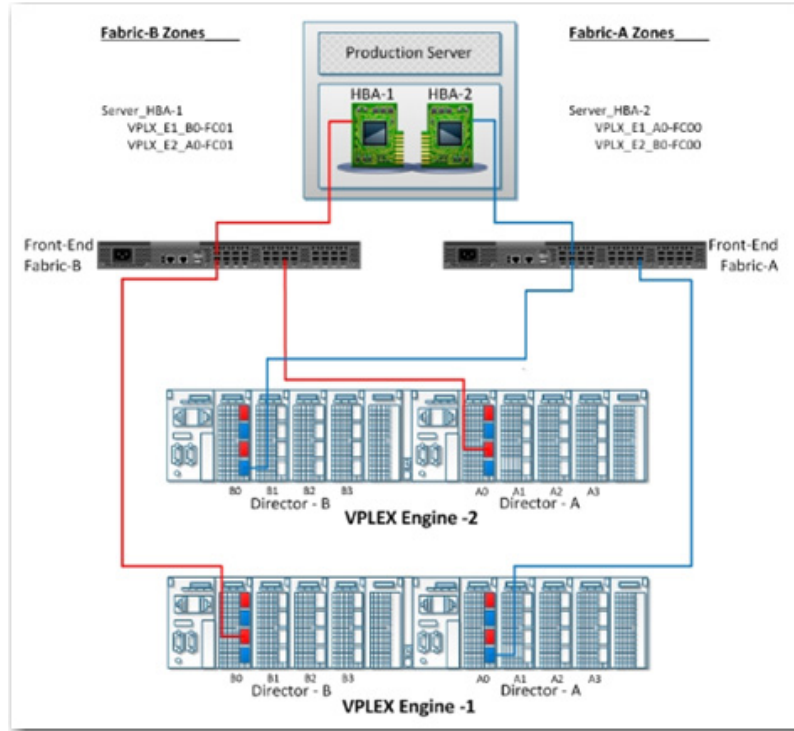 Fabric-B Zones
Fabric-A Zones
Production Server
HBA-1 HBA-2
Server_HBA-1
VPLX_E1_B0-FC01
VPLX_E2_A0-FC01
Server_HBA-2
VPLX_E1_A0-FC00
VPLX_E2_B0-FC00
Front-End
Fabric-B
Front-End
Fabric-A
B0 B1 B2 B3 A0 A1 A2 A3
Director - B Director - A
VPLEX Engine -2
B0 B1 B2 B3 A0 A1 A2 A3
Director - B Director - A
VPLEX Engine -1